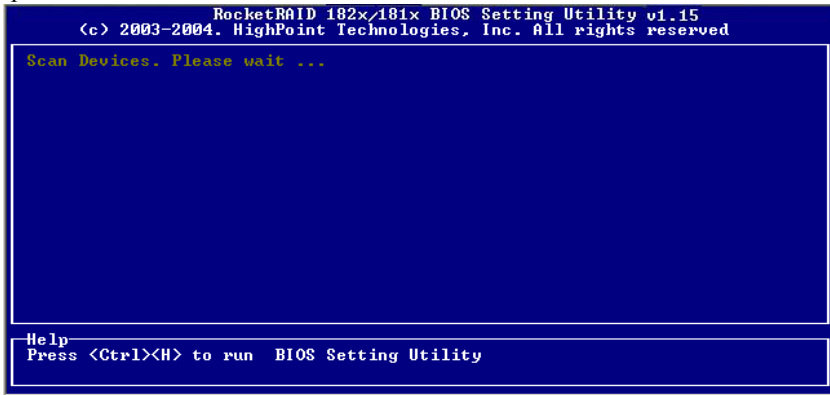 RocketRAID 182x/181x BIOS Setting Utility v1.15
(c) 2003-2004. HighPoint Technologies, Inc. All rights reserved
Scan Devices. Please wait ...
Help
Press <Ctrl><H> to run BIOS Setting Utility